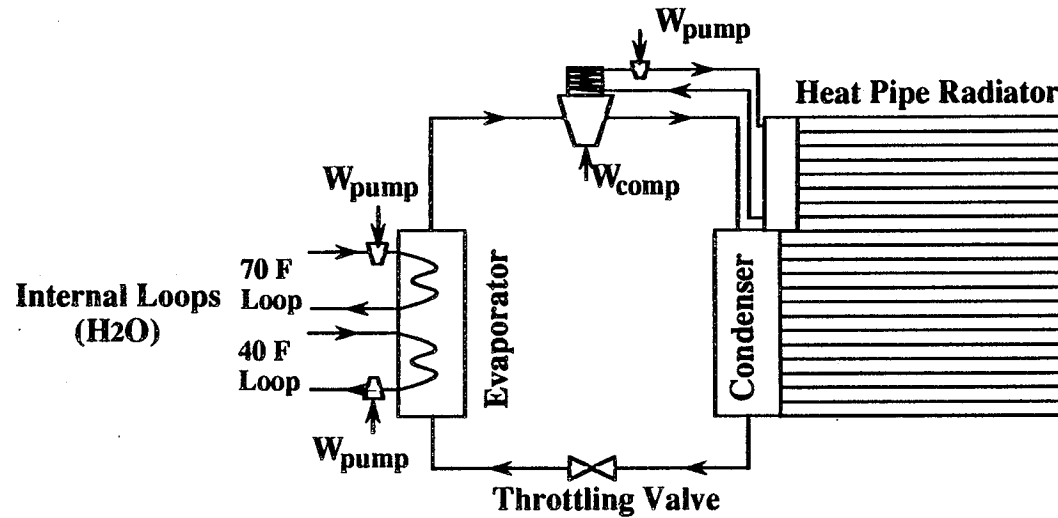 Wpump
Heat Pipe Radiator
Wcomp
Wpump
70 F
Loop
Internal Loops
(H2O)
40 F
Loop
Evaporator
Condenser
Wpump
Throttling Valve